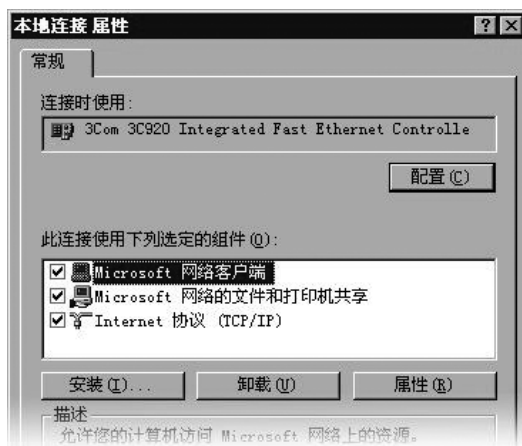 本地连接 属性
常规
连接时使用:
3Com 3C920 Integrated Fast Ethernet Controlle
配置(C)
此连接使用下列选定的组件(O):
Microsoft 网络客户端
Microsoft 网络的文件和打印机共享
Internet 协议 (TCP/IP)
安装(I)... 卸载(U) 属性(R)
描述
允许您的计算机访问 Microsoft 网络上的资源。